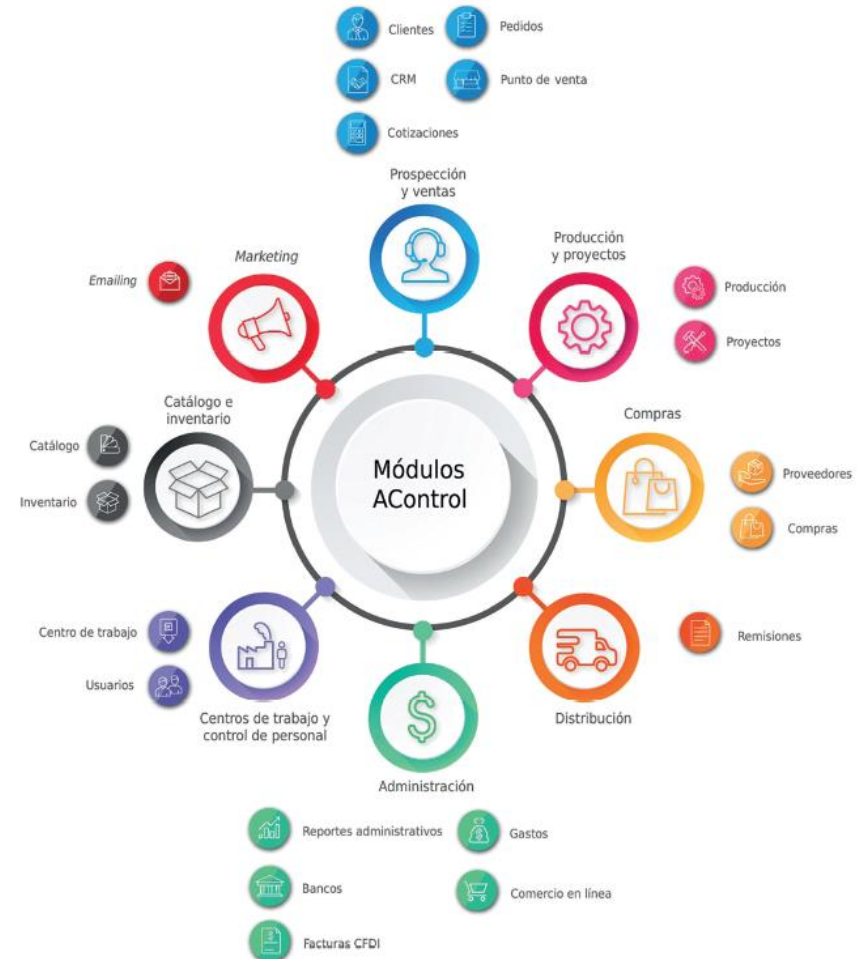 Clientes
Pedidos
CRM
Punto de venta
Cotizaciones
Prospección
y ventas
Marketing
Emailing
Producción
y proyectos
Producción
Proyectos
Catálogo e
inventario
Catálogo
Inventario
Módulos
AControl
Compras
Proveedores
Compras
Centro de trabajo
Usuarios
Centros de trabajo y
control de personal
Remisiones
Distribución
Administración
Reportes administrativos
Gastos
Bancos
Comercio en línea
Facturas CFDI